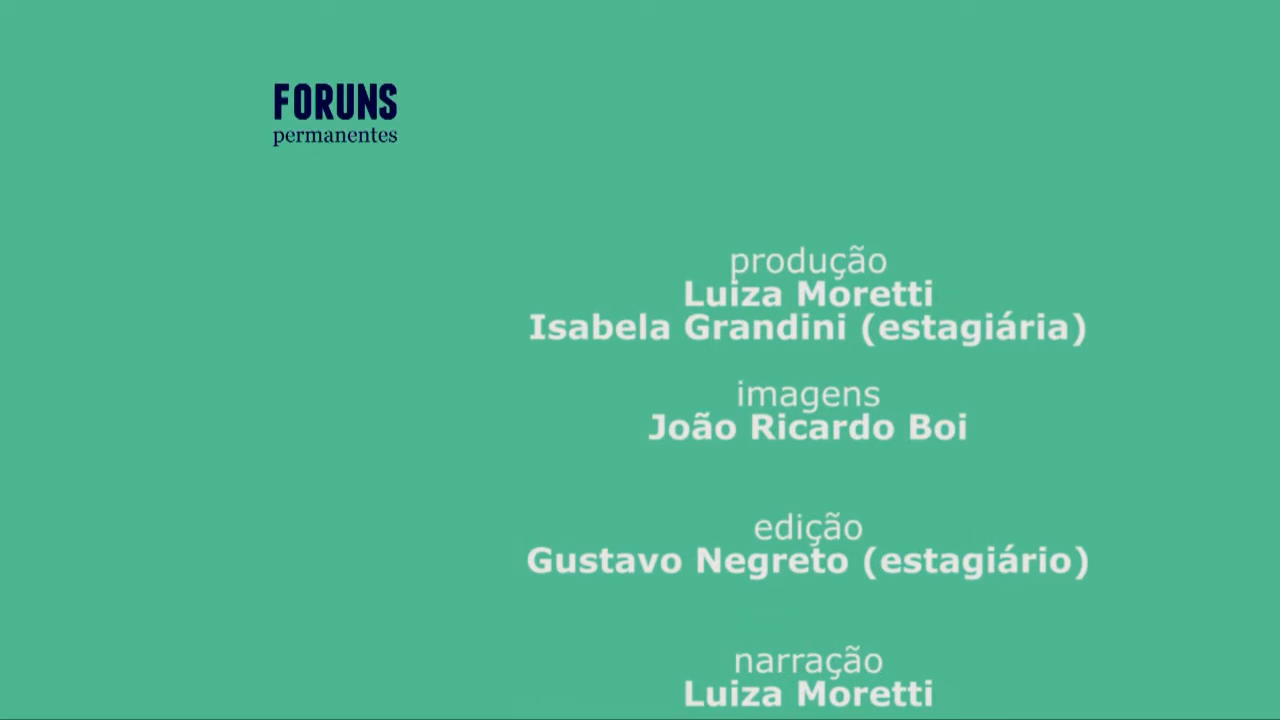 FORUNS
permanentes
produção
Luiza Moretti
Isabela Grandini (estagiária)
imagens
João Ricardo Boi
edição
Gustavo Negreto (estagiário)
narração
Luiza Moretti